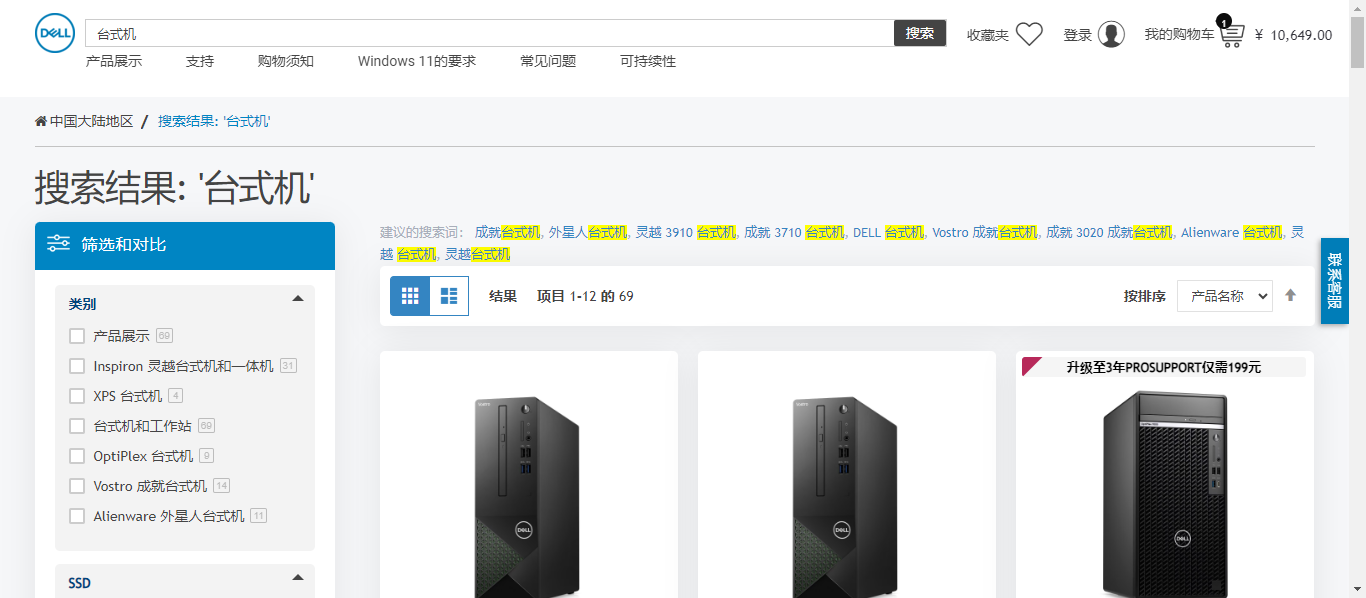 DELL
台式机
搜索
收藏夹
登录
我的购物车 1 ¥ 10,649.00
产品展示 支持 购物须知 Windows 11的要求 常见问题 可持续性
中国大陆地区 / 搜索结果: '台式机'
搜索结果: '台式机'
筛选和对比
类别
产品展示 69
Inspiron 灵越台式机和一体机 31
XPS 台式机 4
台式机和工作站 69
OptiPlex 台式机 9
Vostro 成就台式机 14
Alienware 外星人台式机 11
SSD
建议的搜索词: 成就台式机, 外星人台式机, 灵越 3910 台式机, 成就 3710 台式机, DELL 台式机, Vostro 成就台式机, 成就 3020 成就台式机, Alienware 台式机, 灵
越 台式机, 灵越台式机
结果 项目 1-12 的 69
按排序 产品名称
升级至3年PROSUPPORT仅需199元
DELL
DELL
DELL
联系客服